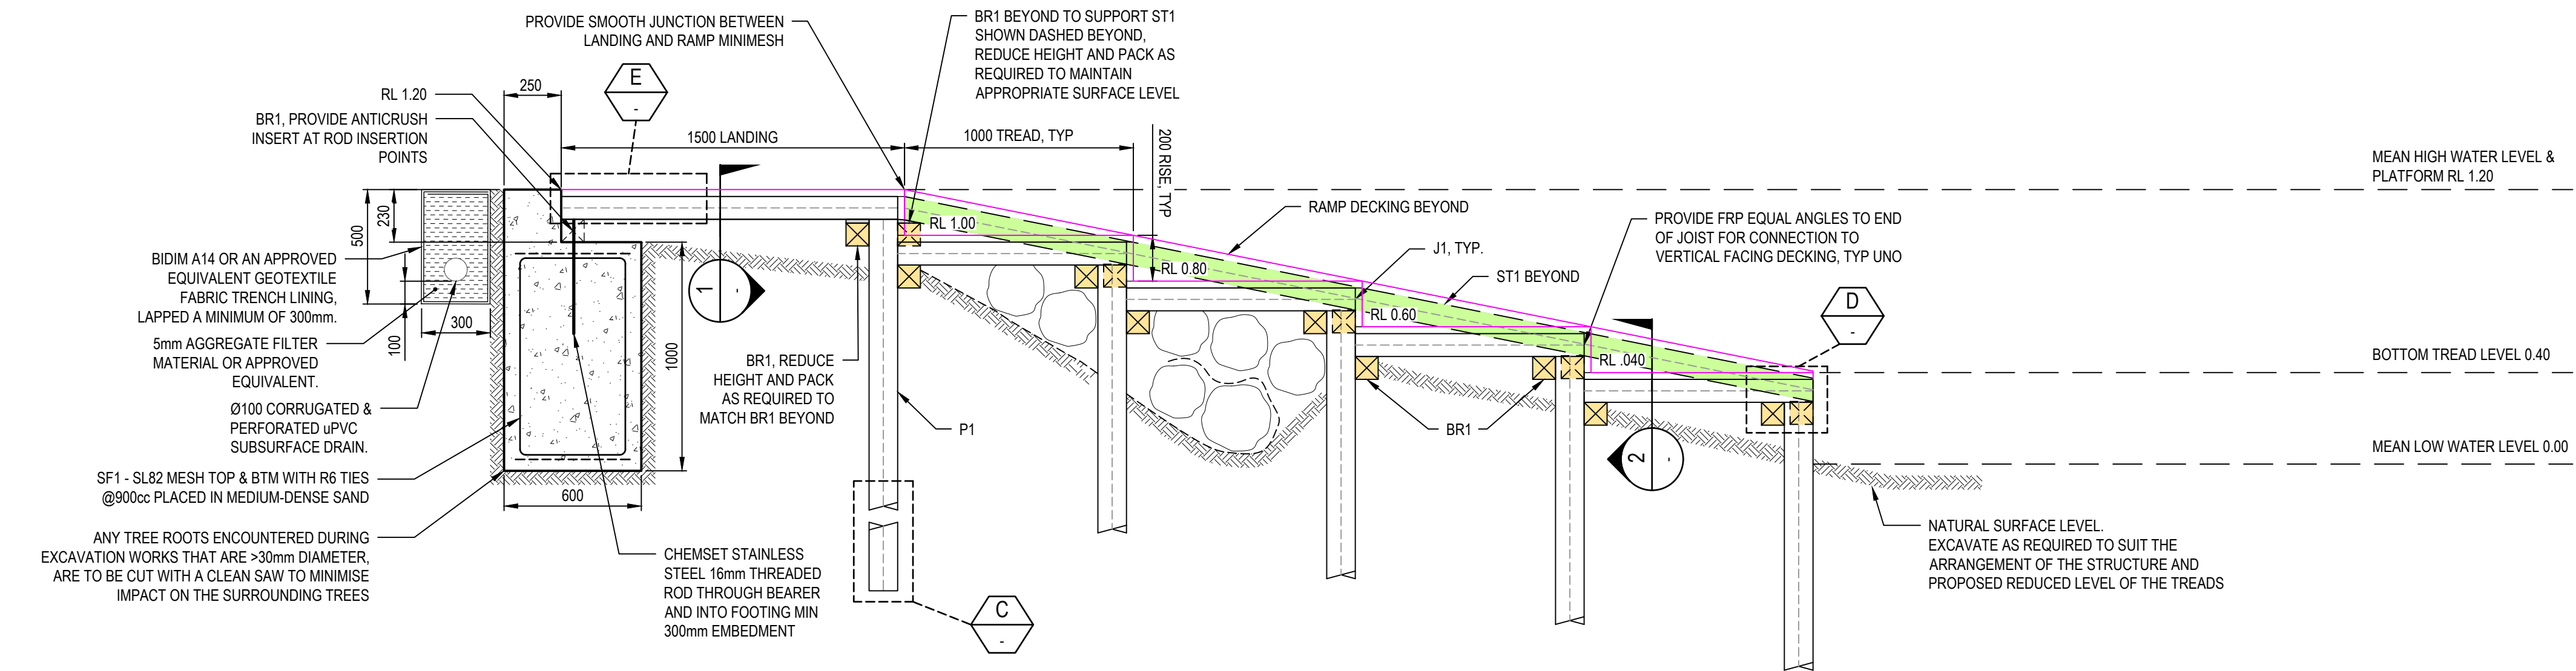 PROVIDE SMOOTH JUNCTION BETWEEN
LANDING AND RAMP MINIMESH
BR1 BEYOND TO SUPPORT ST1
SHOWN DASHED BEYOND,
REDUCE HEIGHT AND PACK AS
REQUIRED TO MAINTAIN
APPROPRIATE SURFACE LEVEL
E
-
250
RL 1.20
BR1, PROVIDE ANTICRUSH
INSERT AT ROD INSERTION
POINTS
1500 LANDING
1000 TREAD, TYP
200 RISE, TYP
MEAN HIGH WATER LEVEL &
PLATFORM RL 1.20
RAMP DECKING BEYOND
PROVIDE FRP EQUAL ANGLES TO END
OF JOIST FOR CONNECTION TO
VERTICAL FACING DECKING, TYP UNO
J1, TYP.
ST1 BEYOND
RL 1.00
RL 0.80
RL 0.60
RL .040
500
230
100
300
1000
600
BIDIM A14 OR AN APPROVED
EQUIVALENT GEOTEXTILE
FABRIC TRENCH LINING,
LAPPED A MINIMUM OF 300mm.
5mm AGGREGATE FILTER
MATERIAL OR APPROVED
EQUIVALENT.
Ø100 CORRUGATED &
PERFORATED uPVC
SUBSURFACE DRAIN.
SF1 - SL82 MESH TOP & BTM WITH R6 TIES
@900cc PLACED IN MEDIUM-DENSE SAND
ANY TREE ROOTS ENCOUNTERED DURING
EXCAVATION WORKS THAT ARE >30mm DIAMETER,
ARE TO BE CUT WITH A CLEAN SAW TO MINIMISE
IMPACT ON THE SURROUNDING TREES
1
-
BR1, REDUCE
HEIGHT AND PACK
AS REQUIRED TO
MATCH BR1 BEYOND
P1
CHEMSET STAINLESS
STEEL 16mm THREADED
ROD THROUGH BEARER
AND INTO FOOTING MIN
300mm EMBEDMENT
C
-
BR1
2
-
D
-
BOTTOM TREAD LEVEL 0.40
MEAN LOW WATER LEVEL 0.00
NATURAL SURFACE LEVEL.
EXCAVATE AS REQUIRED TO SUIT THE
ARRANGEMENT OF THE STRUCTURE AND
PROPOSED REDUCED LEVEL OF THE TREADS